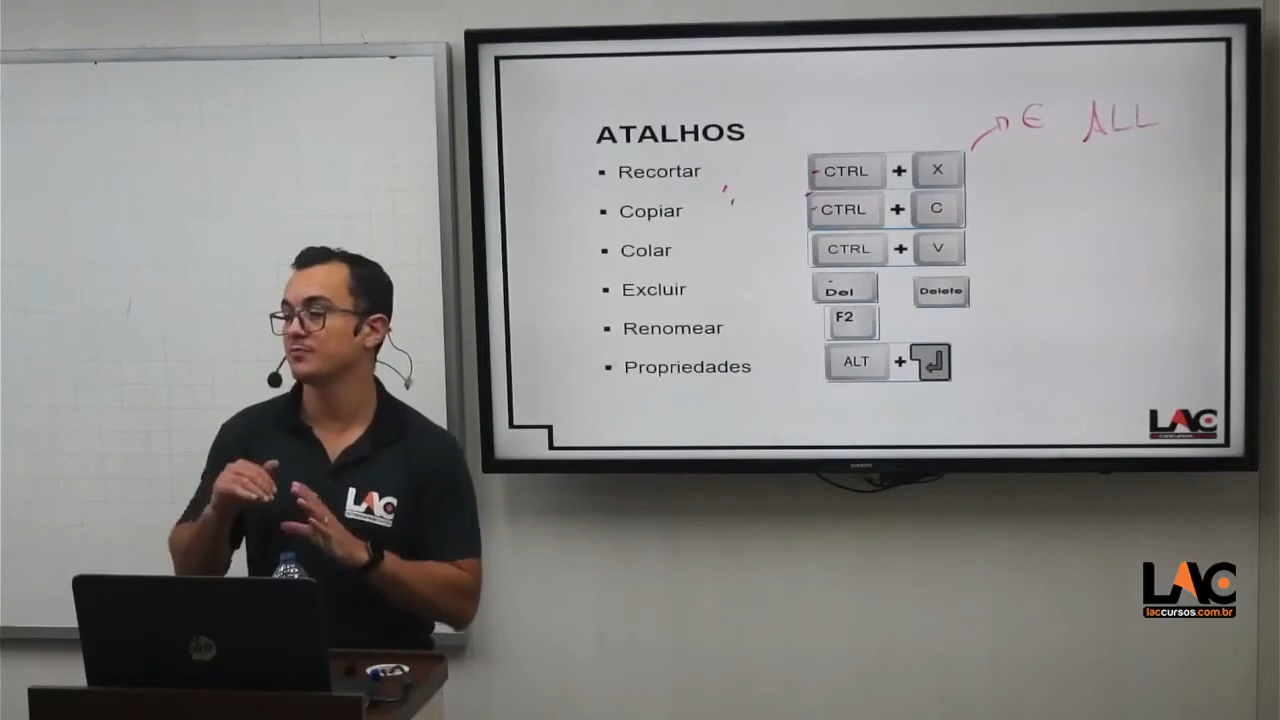 ATALHOS
E ALL
▪ Recortar CTRL + X
▪ Copiar CTRL + C
▪ Colar CTRL + V
▪ Excluir Del Delete
▪ Renomear F2
▪ Propriedades ALT +
LAC
LAC
LAC
laccursos.com.br
hp